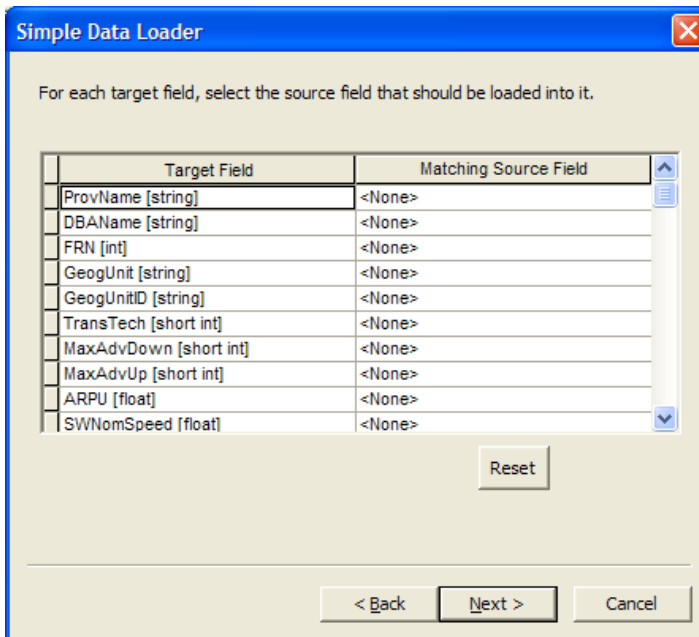 Simple Data Loader
For each target field, select the source field that should be loaded into it.
Target Field Matching Source Field
ProvName [string] <None>
DBAName [string] <None>
FRN [int] <None>
GeogUnit [string] <None>
GeogUnitID [string] <None>
TransTech [short int] <None>
MaxAdvDown [short int] <None>
MaxAdvUp [short int] <None>
ARPU [float] <None>
SWNomSpeed [float] <None>
Reset
< Back Next > Cancel